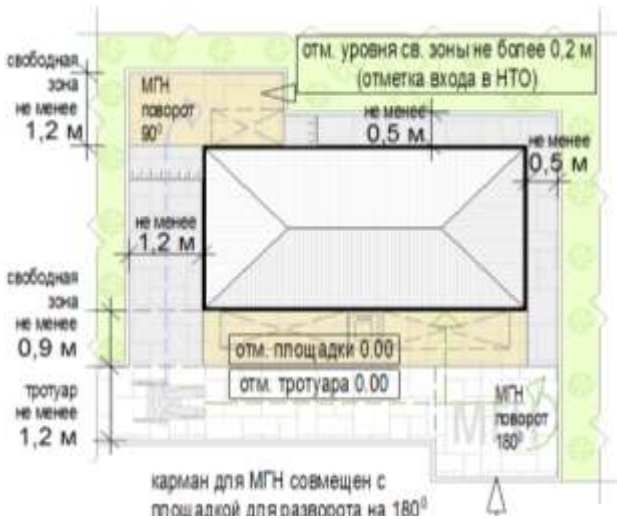 отм. уровня св. зоны не более 0,2 м
(отметка входа в НТО)
свободная
зона
не менее
1,2 м
МГН
поворот
90⁰
не менее
0,5 м
не менее
0,5 м
не менее
1,2 м
свободная
зона
не менее
0,9 м
отм. площадки 0.00
отм. тротуара 0.00
тротуар
не менее
1,2 м
МГН
поворот
180⁰
карман для МГН совмещен с
площадкой для разворота на 180⁰